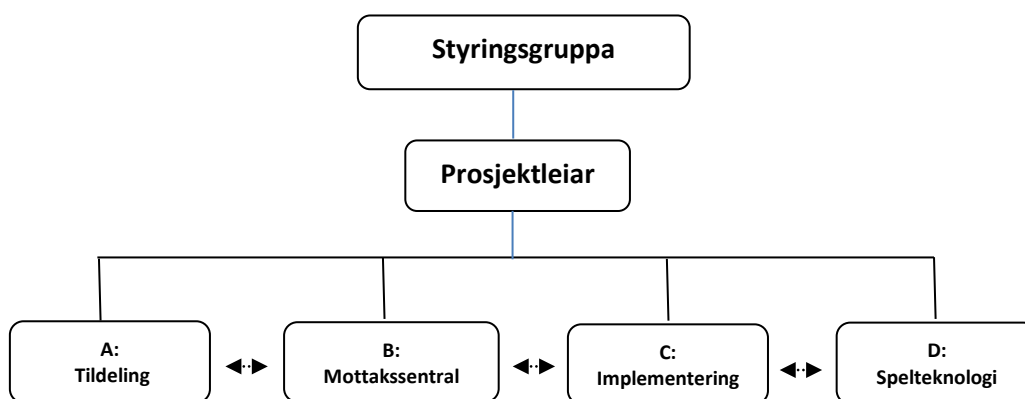 Styringsgruppa
Prosjektleiar
A:
Tildeling
B:
Mottakssentral
C:
Implementering
D:
Spelteknologi